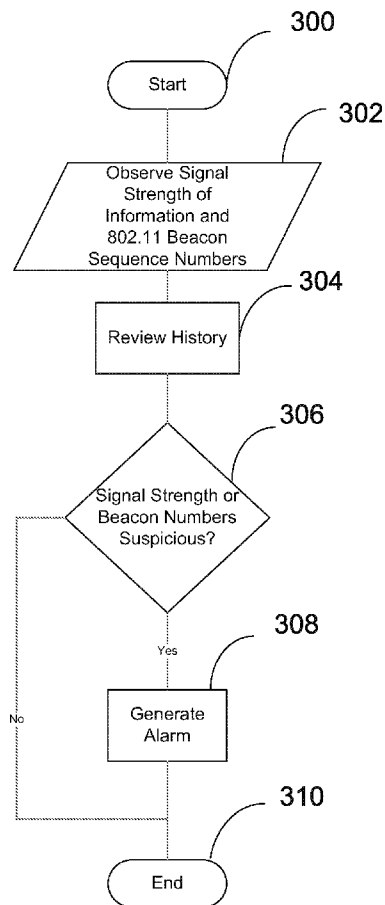 300
Start
302
Observe Signal
Strength of
Information and
802.11 Beacon
Sequence Numbers
304
Review History
306
Signal Strength or
Beacon Numbers
Suspicious?
308
Yes
Generate
Alarm
No
310
End